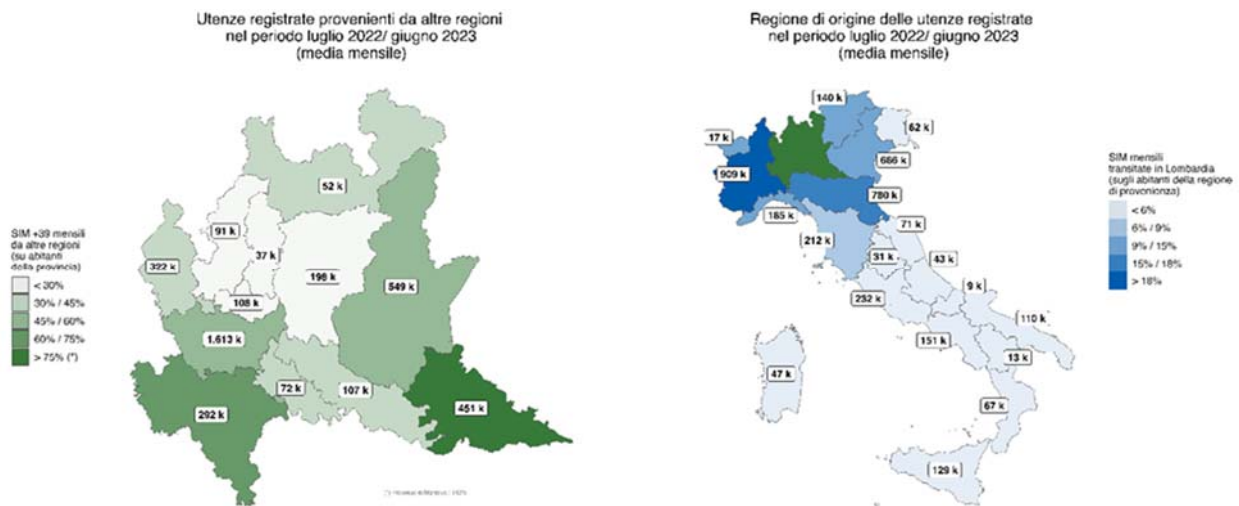 Utenze registrate provenienti da altre regioni
nel periodo luglio 2022/ giugno 2023
(media mensile)
52 k
91 k
37 k
322 k
198 k
549 k
108 k
1.613 k
72 k
107 k
292 k
451 k
SIM +39 mensili
da altre regioni
(su abitanti
della provincia)
< 30%
30% / 45%
45% / 60%
60% / 75%
> 75% (*)
Regione di origine delle utenze registrate
nel periodo luglio 2022/ giugno 2023
(media mensile)
140 k
17 k
909 k
780 k
185 k
71 k
212 k
31 k
43 k
232 k
9 k
110 k
151 k
13 k
47 k
67 k
129 k
SIM mensili
transitate in Lombardia
(sugli abitanti della regione
di provenienza)
< 6%
6% / 9%
9% / 15%
15% / 18%
> 18%